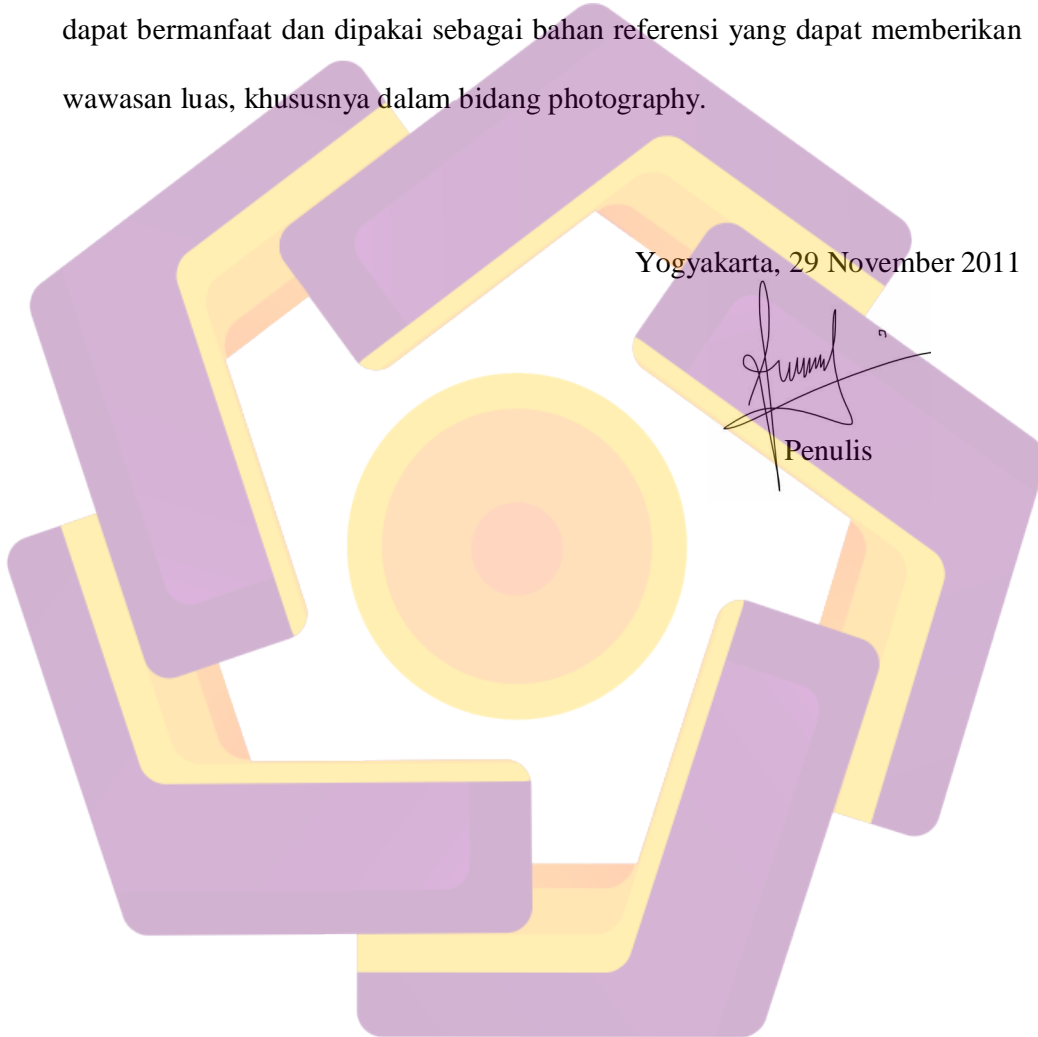 dapat bermanfaat dan dipakai sebagai bahan referensi yang dapat memberikan
wawasan luas, khususnya dalam bidang photography.
Yogyakarta, 29 November 2011
Penulis